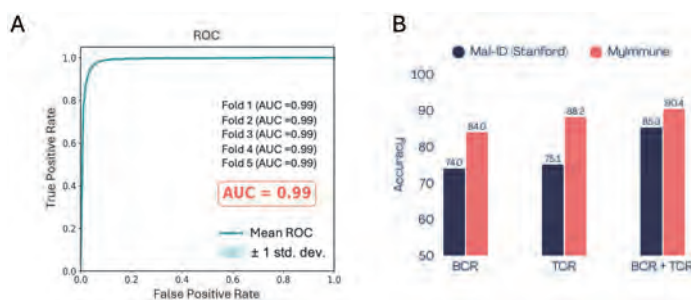 A
ROC
True Positive Rate
1.0
0.8
0.6
0.4
0.2
0.0
Fold 1 (AUC =0.99)
Fold 2 (AUC =0.99)
Fold 3 (AUC =0.99)
Fold 4 (AUC =0.99)
Fold 5 (AUC =0.99)
AUC = 0.99
Mean ROC
± 1 std. dev.
0.0 0.2 0.4 0.6 0.8 1.0
False Positive Rate
B
Mal-ID (Stanford) MyImmune
Accuracy
100
90
80
70
60
50
74.0 84.0 75.1 88.2 85.3 90.4
BCR TCR BCR + TCR